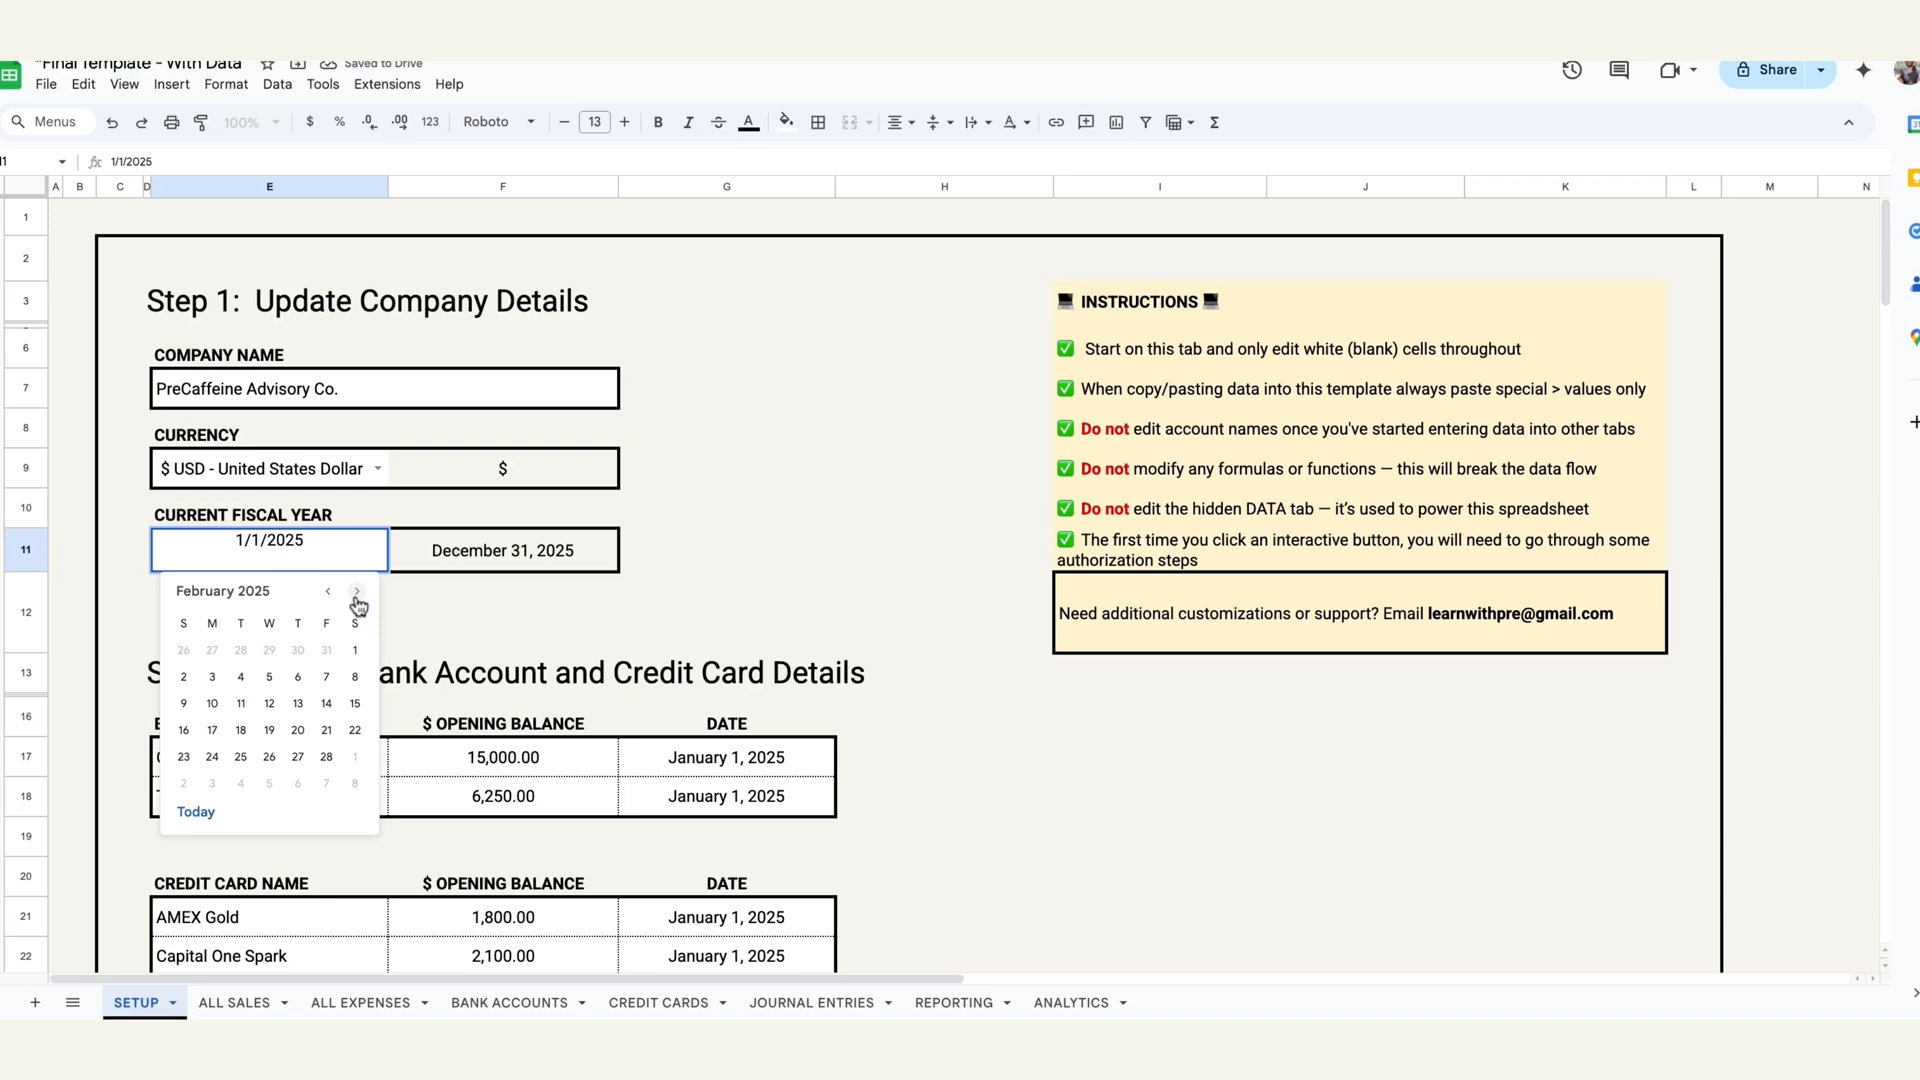 "Final Template - With Data
Saved to Drive
File Edit View Insert Format Data Tools Extensions Help
Share
Menus
100%
$ % .0 .00 123
Roboto
13
B I A
Σ
1/1/2025
A B C D E F G H I J K L M N
1
2
3
6
7
8
9
10
11
12
13
16
17
18
19
20
21
22
Step 1: Update Company Details
COMPANY NAME
PreCaffeine Advisory Co.
CURRENCY
$ USD - United States Dollar
$
CURRENT FISCAL YEAR
1/1/2025
December 31, 2025
February 2025
S M T W T F S
26 27 28 29 30 31 1
2 3 4 5 6 7 8
9 10 11 12 13 14 15
16 17 18 19 20 21 22
23 24 25 26 27 28 1
2 3 4 5 6 7 8
Today
INSTRUCTIONS
Start on this tab and only edit white (blank) cells throughout
When copy/pasting data into this template always paste special > values only
Do not edit account names once you've started entering data into other tabs
Do not modify any formulas or functions — this will break the data flow
Do not edit the hidden DATA tab — it's used to power this spreadsheet
The first time you click an interactive button, you will need to go through some
authorization steps
Need additional customizations or support? Email learnwithpre@gmail.com
ank Account and Credit Card Details
$ OPENING BALANCE DATE
15,000.00 January 1, 2025
6,250.00 January 1, 2025
CREDIT CARD NAME $ OPENING BALANCE DATE
AMEX Gold 1,800.00 January 1, 2025
Capital One Spark 2,100.00 January 1, 2025
SETUP ALL SALES ALL EXPENSES BANK ACCOUNTS CREDIT CARDS JOURNAL ENTRIES REPORTING ANALYTICS